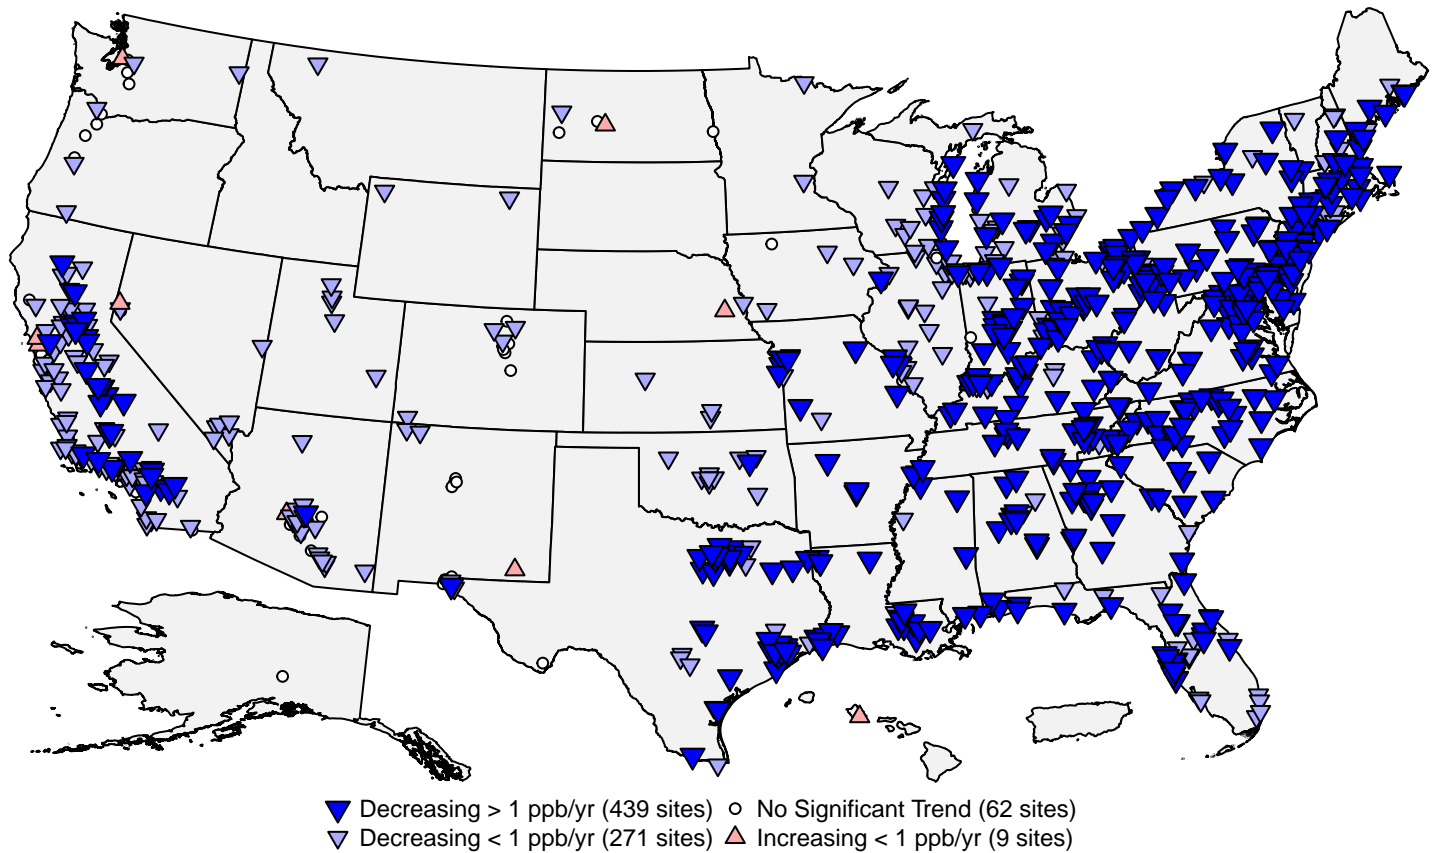 Decreasing > 1 ppb/yr (439 sites) No Significant Trend (62 sites)
Decreasing < 1 ppb/yr (271 sites) Increasing < 1 ppb/yr (9 sites)